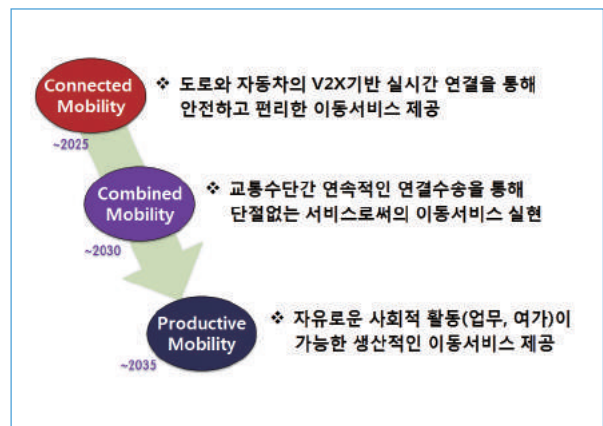 Connected
Mobility
❖ 도로와 자동차의 V2X기반 실시간 연결을 통해
안전하고 편리한 이동서비스 제공
~2025
Combined
Mobility
❖ 교통수단간 연속적인 연결수송을 통해
단절없는 서비스로써의 이동서비스 실현
~2030
Productive
Mobility
❖ 자유로운 사회적 활동(업무, 여가)이
가능한 생산적인 이동서비스 제공
~2035